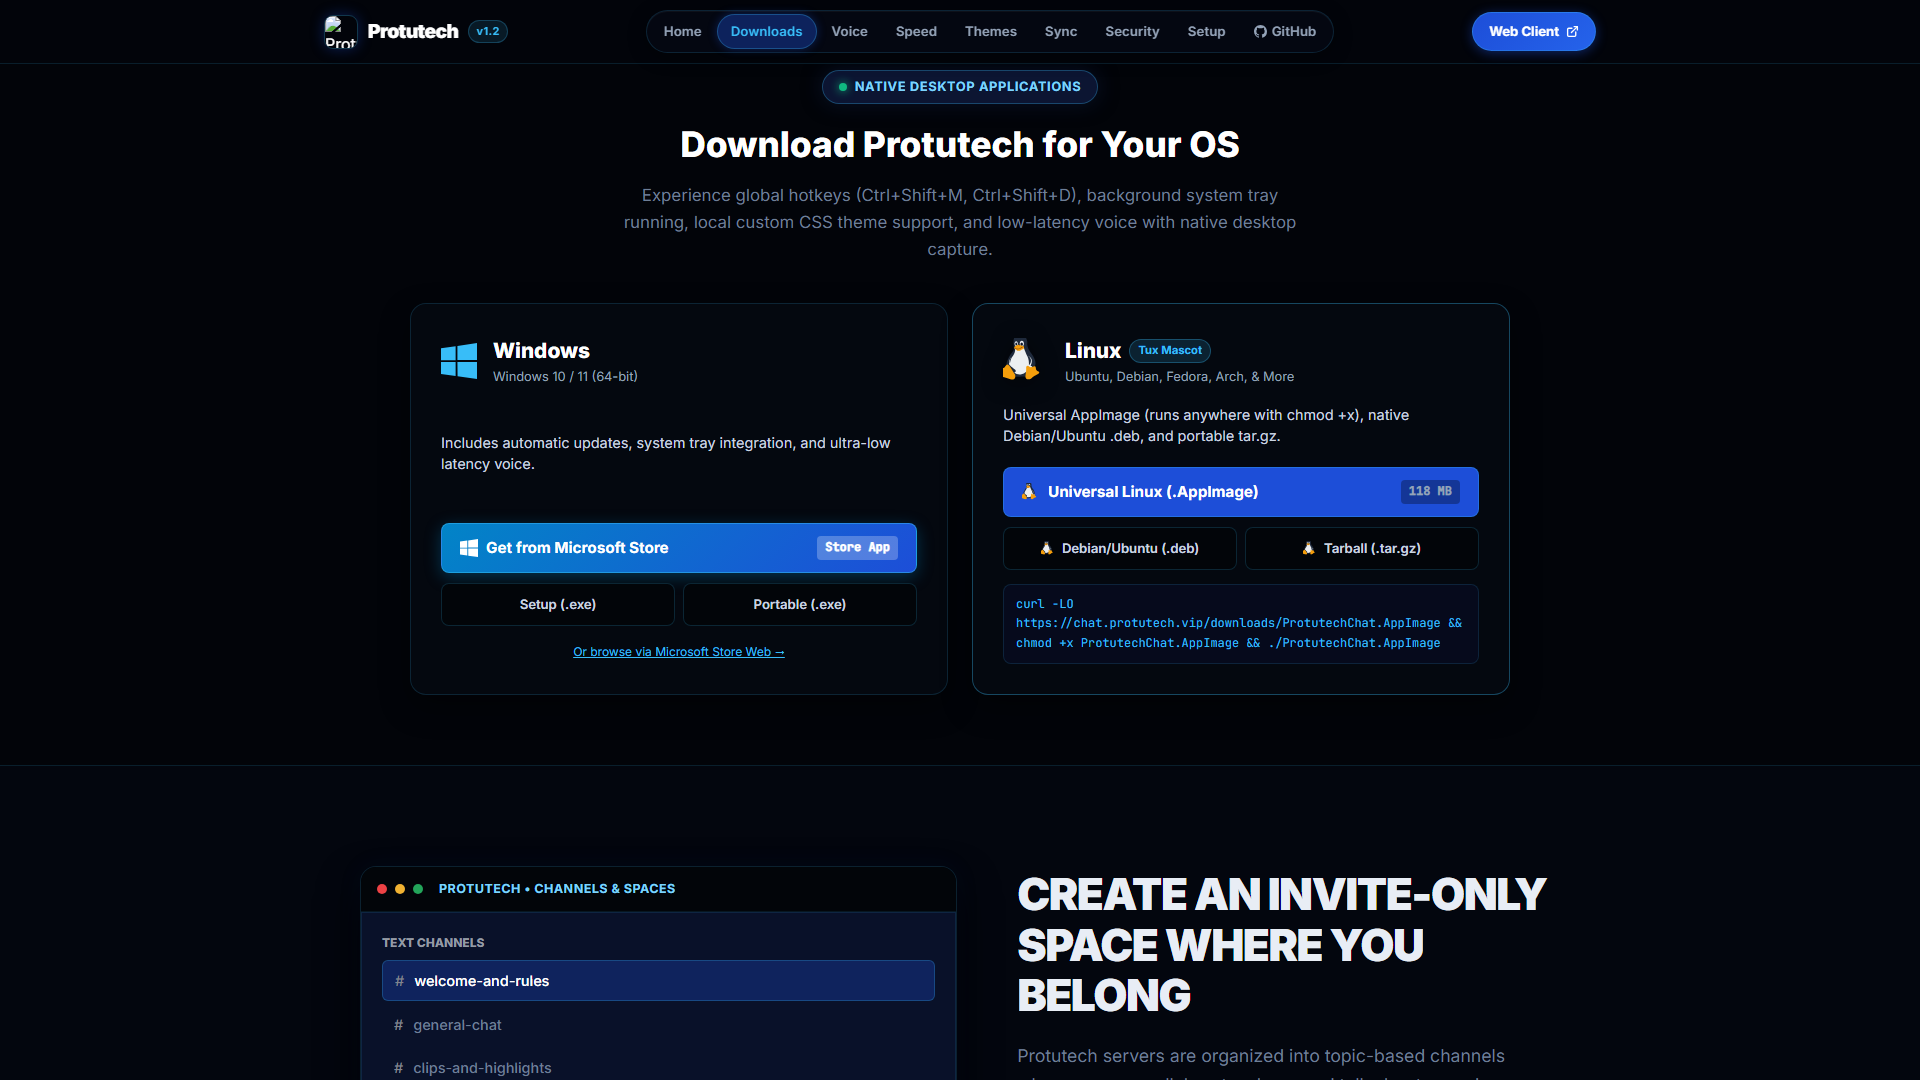 Prot
Protutech v1.2
Home Downloads Voice Speed Themes Sync Security Setup GitHub
Web Client
NATIVE DESKTOP APPLICATIONS
Download Protutech for Your OS
Experience global hotkeys (Ctrl+Shift+M, Ctrl+Shift+D), background system tray
running, local custom CSS theme support, and low-latency voice with native desktop
capture.
Windows
Windows 10 / 11 (64-bit)
Includes automatic updates, system tray integration, and ultra-low
latency voice.
Get from Microsoft Store Store App
Setup (.exe) Portable (.exe)
Or browse via Microsoft Store Web →
Linux Tux Mascot
Ubuntu, Debian, Fedora, Arch, & More
Universal AppImage (runs anywhere with chmod +x), native
Debian/Ubuntu .deb, and portable tar.gz.
Universal Linux (.AppImage) 118 MB
Debian/Ubuntu (.deb) Tarball (.tar.gz)
curl -LO
https://chat.protutech.vip/downloads/ProtutechChat.AppImage &&
chmod +x ProtutechChat.AppImage && ./ProtutechChat.AppImage
PROTUTECH • CHANNELS & SPACES
TEXT CHANNELS
# welcome-and-rules
# general-chat
# clips-and-highlights
CREATE AN INVITE-ONLY
SPACE WHERE YOU
BELONG
Protutech servers are organized into topic-based channels